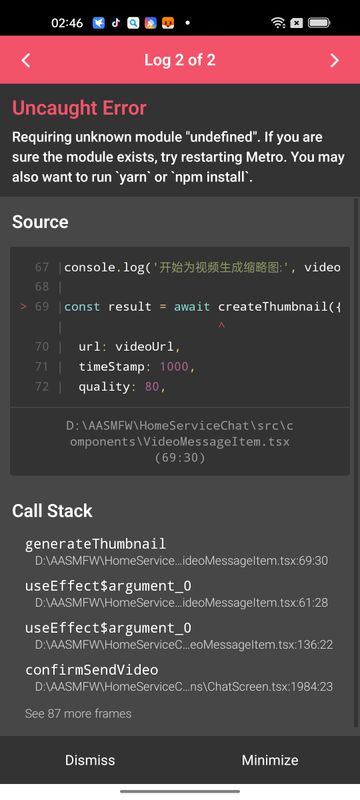 02:46
Log 2 of 2
Uncaught Error
Requiring unknown module "undefined". If you are
sure the module exists, try restarting Metro. You may
also want to run `yarn` or `npm install`.
Source
67 | console.log('开始为视频生成缩略图:', video
68 |
> 69 | const result = await createThumbnail({
| ^
70 | url: videoUrl,
71 | timeStamp: 1000,
72 | quality: 80,
D:\AASMFW\HomeServiceChat\src\c
omponents\VideoMessageItem.tsx
(69:30)
Call Stack
generateThumbnail
D:\AASMFW\HomeService...ideoMessageItem.tsx:69:30
useEffect$argument_0
D:\AASMFW\HomeService...ideoMessageItem.tsx:61:28
useEffect$argument_0
D:\AASMFW\HomeServiceC...eoMessageItem.tsx:136:22
confirmSendVideo
D:\AASMFW\HomeServiceC...ns\ChatScreen.tsx:1984:23
See 87 more frames
Dismiss
Minimize